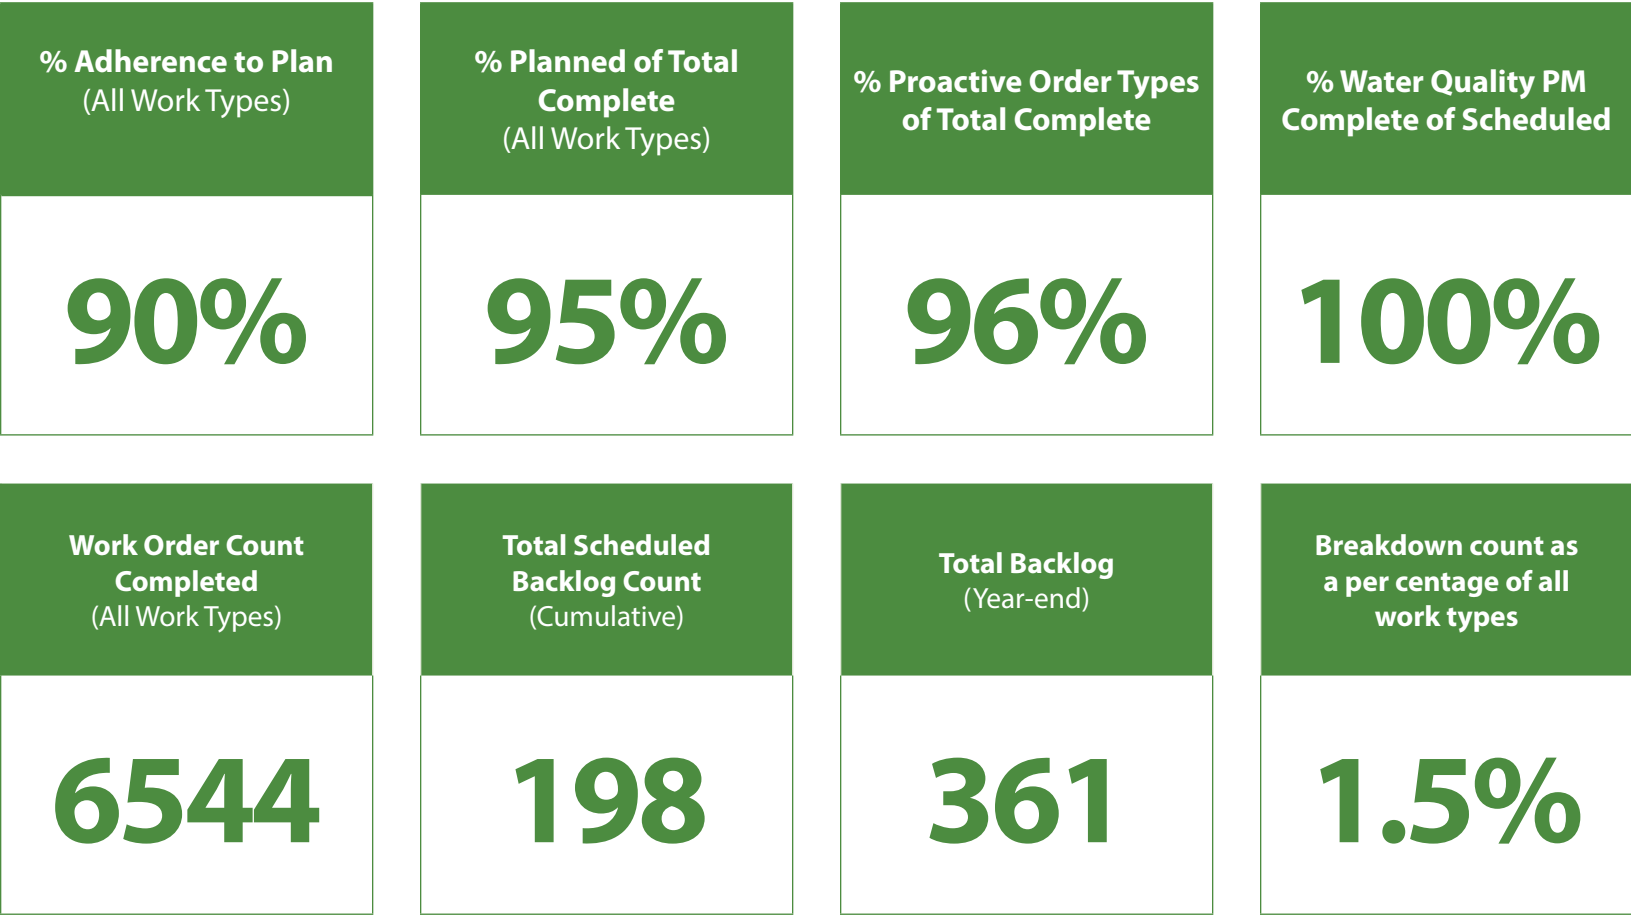 % Adherence to Plan
(All Work Types)
90%
% Planned of Total
Complete
(All Work Types)
95%
% Proactive Order Types
of Total Complete
96%
% Water Quality PM
Complete of Scheduled
100%
Work Order Count
Completed
(All Work Types)
6544
Total Scheduled
Backlog Count
(Cumulative)
198
Total Backlog
(Year-end)
361
Breakdown count as
a per centage of all
work types
1.5%